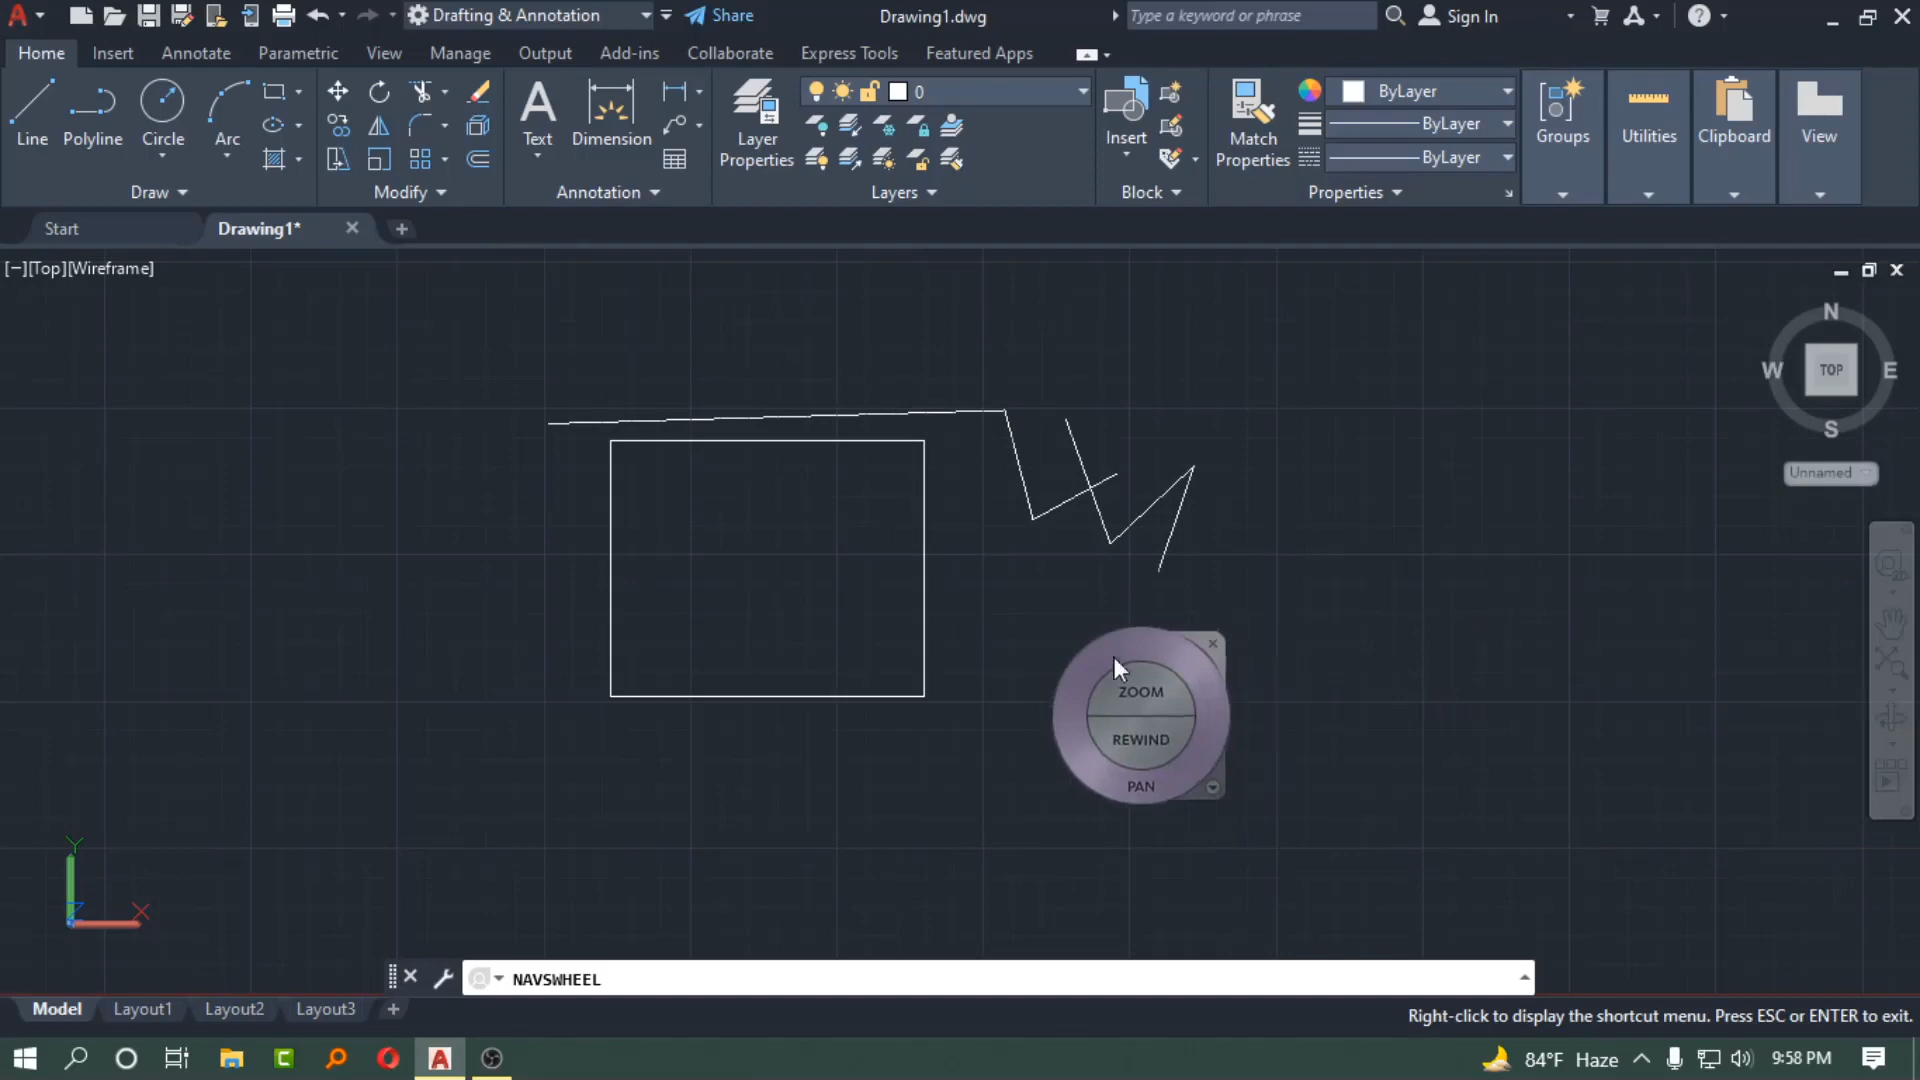 Drafting & Annotation
Share
Drawing1.dwg
Type a keyword or phrase
Sign In
Home
Insert
Annotate
Parametric
View
Manage
Output
Add-ins
Collaborate
Express Tools
Featured Apps
Line
Polyline
Circle
Arc
Text
Dimension
Layer
Properties
0
Insert
Match
Properties
ByLayer
ByLayer
ByLayer
Groups
Utilities
Clipboard
View
Draw
Modify
Annotation
Layers
Block
Properties
Start
Drawing1*
[−][Top][Wireframe]
N
W
TOP
E
S
Unnamed
ZOOM
REWIND
PAN
Y
X
NAVSWHEEL
Model
Layout1
Layout2
Layout3
Right-click to display the shortcut menu. Press ESC or ENTER to exit.
84°F Haze
9:58 PM